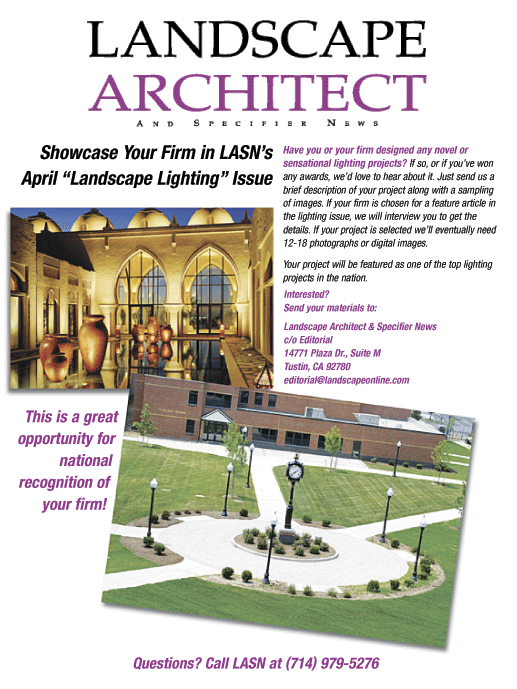 LANDSCAPE
ARCHITECT
AND SPECIFIER NEWS
Showcase Your Firm in LASN's
April “Landscape Lighting” Issue
Have you or your firm designed any novel or
sensational lighting projects? If so, or if you've won
any awards, we'd love to hear about it. Just send us a
brief description of your project along with a sampling
of images. If your firm is chosen for a feature article in
the lighting issue, we will interview you to get the
details. If your project is selected we'll eventually need
12-18 photographs or digital images.
Your project will be featured as one of the top lighting
projects in the nation.
Interested?
Send your materials to:
Landscape Architect & Specifier News
c/o Editorial
14771 Plaza Dr., Suite M
Tustin, CA 92780
editorial@landscapeonline.com
This is a great
opportunity for
national
recognition of
your firm!
Questions? Call LASN at (714) 979-5276